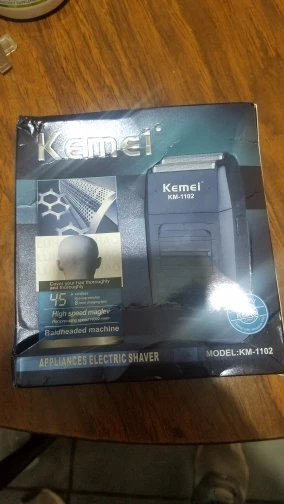 Kemei
Kemei
KM-1102
Cover your hair thoroughly
and thoroughly
45
High speed maglev
Baldheaded machine
APPLIANCES ELECTRIC SHAVER
MODEL:KM-1102